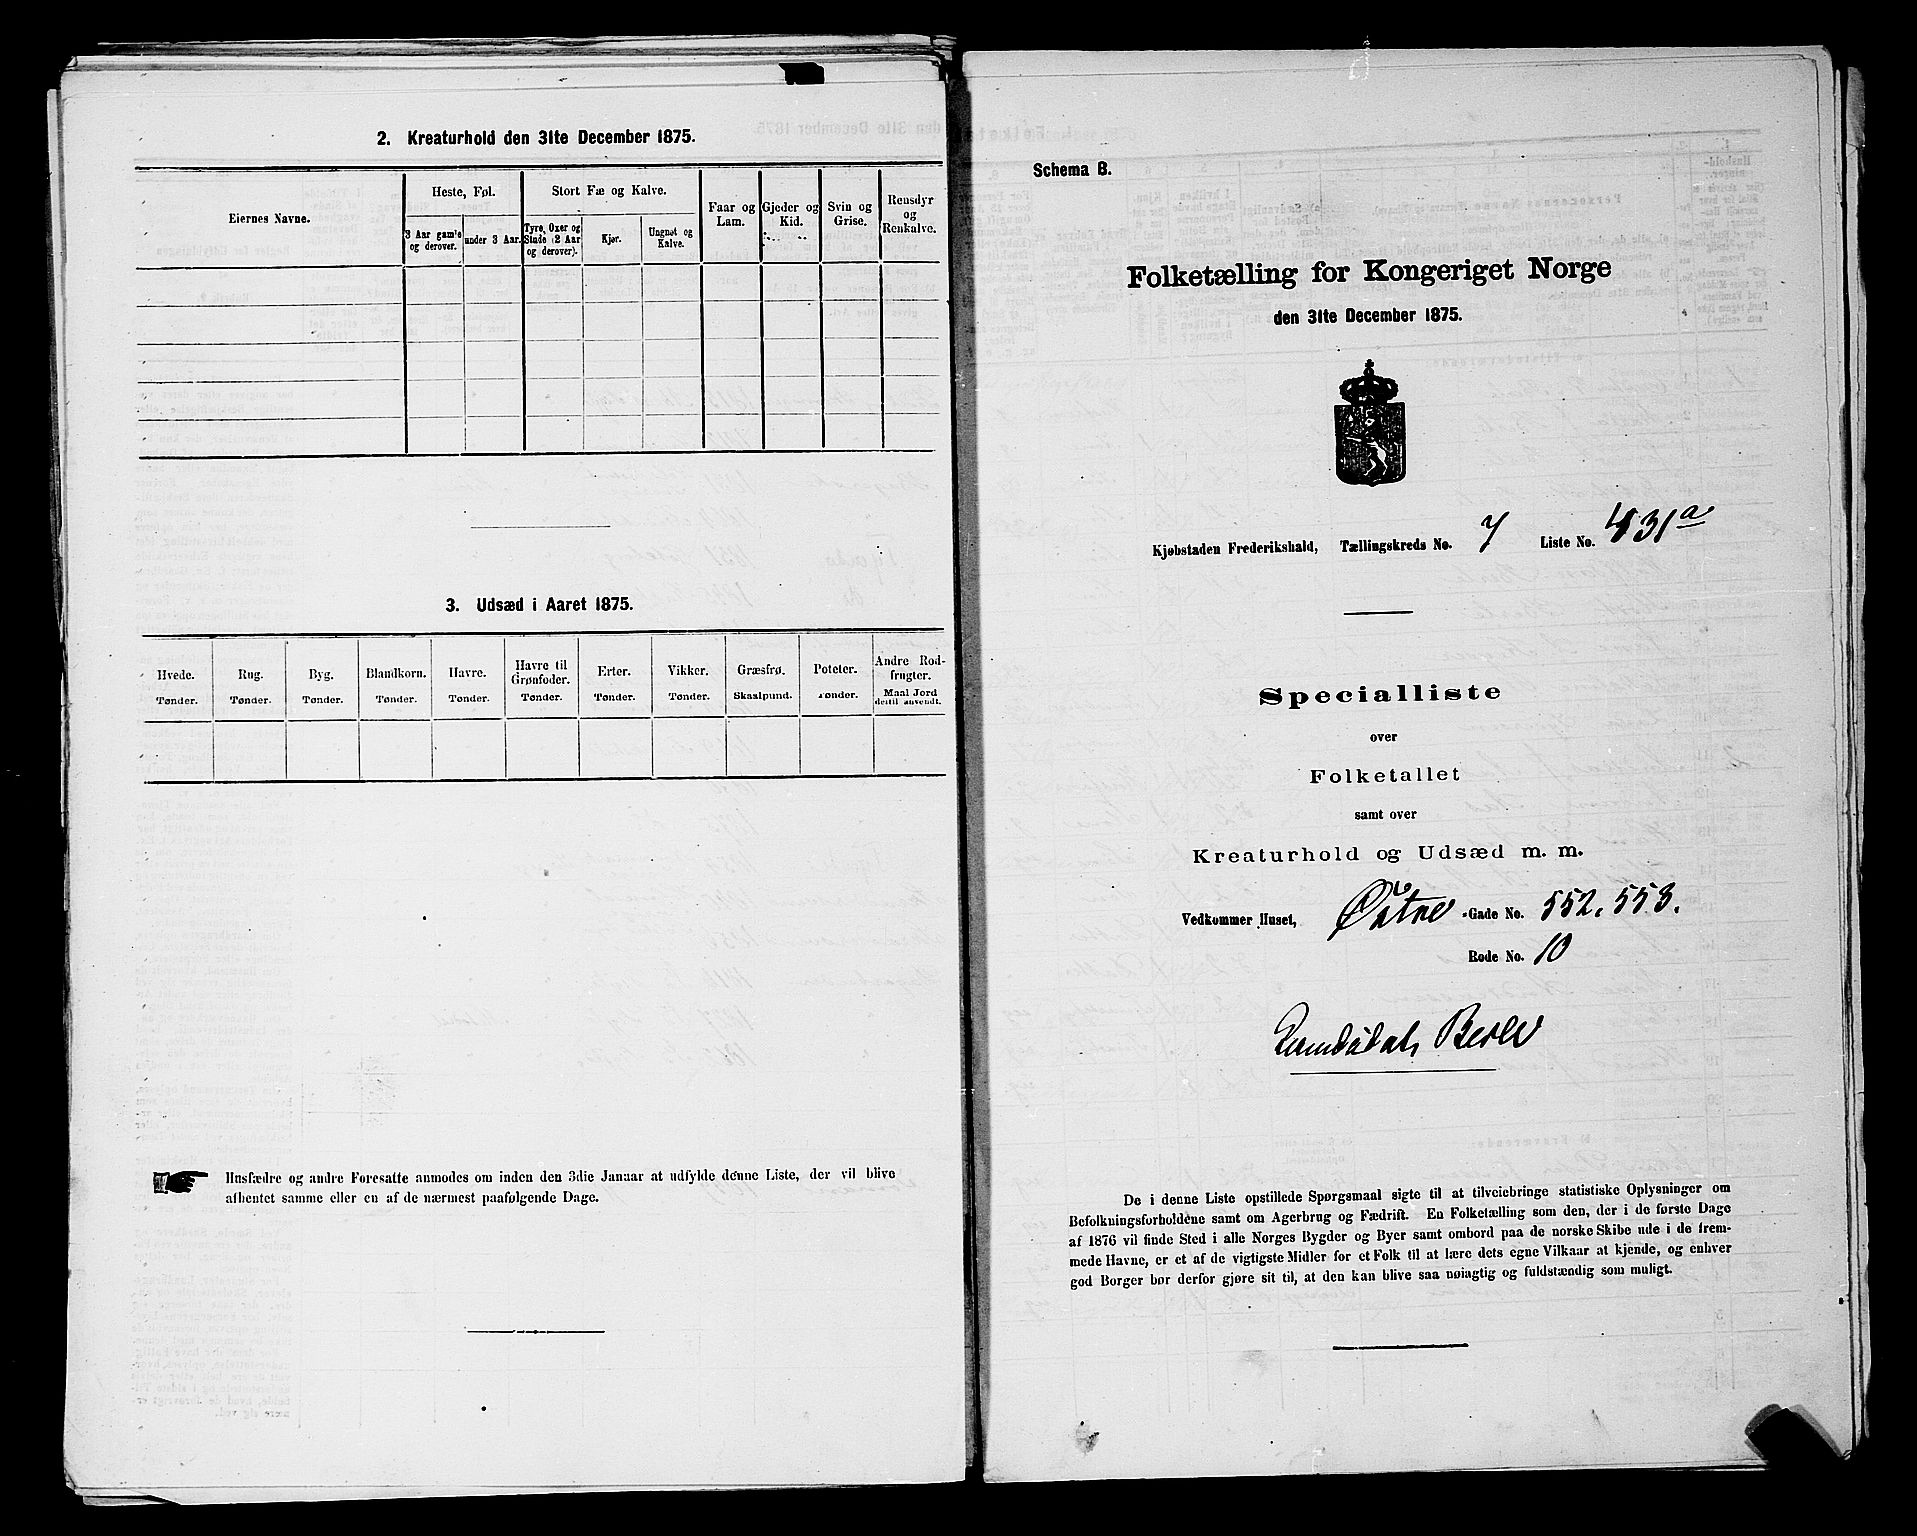 2. Kreaturhold den 31te December 1875.
Eiernes Navne.
Heste, Føl.
Stort Fæ og Kalve.
Faar og Lam.
Gjeder og Kid.
Svin og Grise.
Rensdyr og Renkalve.
3 Aar gamle og derover.
under 3 Aar.
Tyre, Oxer og Stude (2 Aar og derover).
Kjør.
Ungnøt og Kalve.
3. Udsæd i Aaret 1875.
Hvede. Tønder.
Rug. Tønder.
Byg. Tønder.
Blandkorn. Tønder.
Havre. Tønder.
Havre til Grønfoder. Tønder.
Erter. Tønder.
Vikker. Tønder.
Græsfrø. Skaalpund.
Poteter. Tønder.
Andre Rodfrugter. Maal Jord dertil anvendt.
Husfædre og andre Foresatte anmodes om inden den 3die Januar at udfylde denne Liste, der vil blive
afhentet samme eller en af de nærmest paafølgende Dage.
Schema B.
Folketælling for Kongeriget Norge
den 31te December 1875.
Kjøbstaden Frederikshald, Tællingskreds No. 7 Liste No. 431a
Specialliste
over
Folketallet
samt over
Kreaturhold og Udsæd m. m.
Vedkommer Huset, Østre Gade No. 552. 553.
Rode No. 10
De i denne Liste opstillede Spørgsmaal sigte til at tilveiebringe statistiske Oplysninger om
Befolkningsforholdene samt om Agerbrug og Fædrift. En Folketælling som den, der i de første Dage
af 1876 vil finde Sted i alle Norges Bygder og Byer samt ombord paa de norske Skibe ude i de frem-
mede Havne, er et af de vigtigste Midler for et Folk til at lære dets egne Vilkaar at kjende, og enhver
god Borger bør derfor gjøre sit til, at den kan blive saa nøiagtig og fuldstændig som muligt.